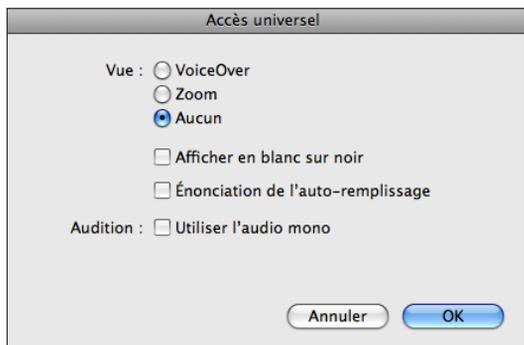 Accès universel
Vue : VoiceOver
Zoom
Aucun
Afficher en blanc sur noir
Énonciation de l’auto-remplissage
Audition : Utiliser l’audio mono
Annuler OK